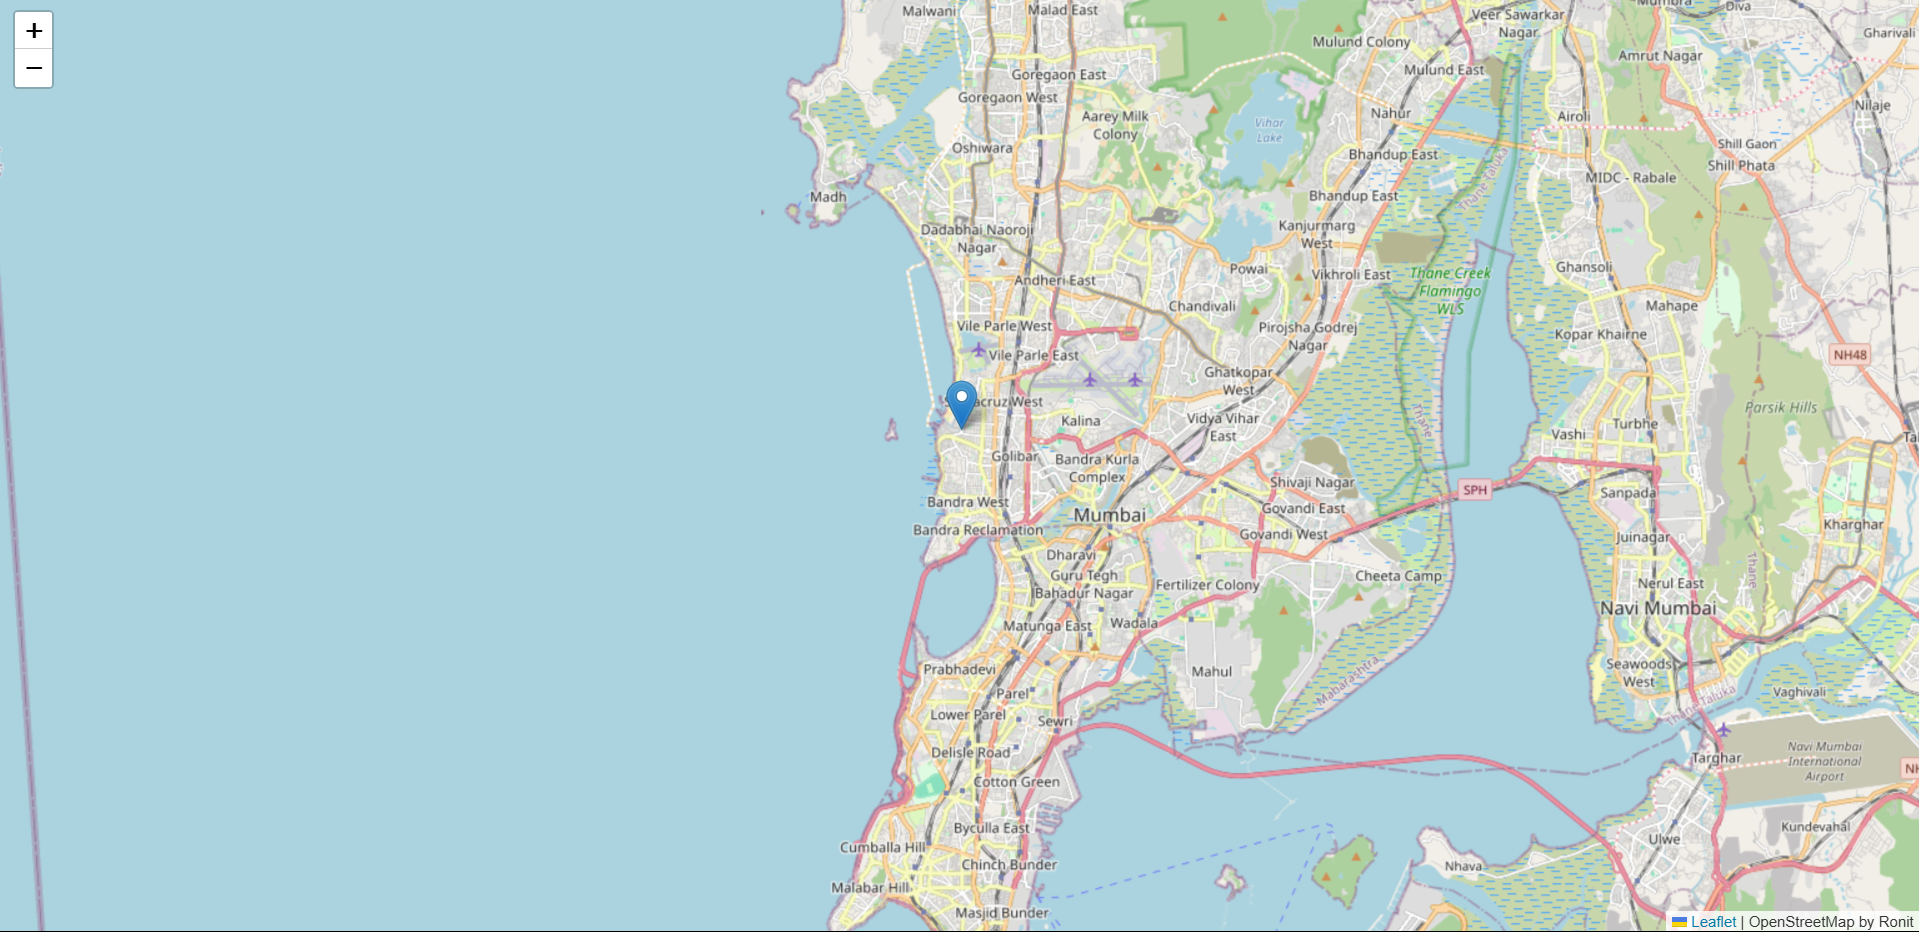 +
−
Malwani
Malad East
Veer Sawarkar
Nagar
Diva
Gharivali
Mulund Colony
Amrut Nagar
Goregaon East
Mulund East
Goregaon West
Nilaje
Aarey Milk
Colony
Nahur
Airoli
Vihar
Lake
Oshiwara
Bhandup East
Shill Gaon
Shill Phata
MIDC - Rabale
Thane Taluka
Madh
Bhandup East
Dadabhai Naoroji
Nagar
Kanjurmarg
West
Powai
Vikhroli East
Thane Creek
Flamingo
WLS
Ghansoli
Andheri East
Chandivali
Mahape
Vile Parle West
Pirojsha Godrej
Nagar
Kopar Khairne
Vile Parle East
NH48
Ghatkopar
West
Kalina
Vidya Vihar
East
Thane
Parsik Hills
Turbhe
Vashi
Golibar
Bandra Kurla
Complex
Shivaji Nagar
SPH
Sanpada
Bandra West
Mumbai
Govandi East
Kharghar
Bandra Reclamation
Govandi West
Juinagar
Dharavi
Guru Tegh
Bahadur Nagar
Fertilizer Colony
Cheeta Camp
Thane
Nerul East
Navi Mumbai
Matunga East
Wadala
Prabhadevi
Mahul
Maharashtra
Seawoods
West
Parel
Vaghivali
Thane Taluka
Lower Parel
Sewri
Delisle Road
Targhar
Navi Mumbai
International
Airport
Cotton Green
Byculla East
Kundevahal
Cumballa Hill
Ulwe
Chinch Bunder
Nhava
Malabar Hill
Masjid Bunder
Leaflet | OpenStreetMap by Ronit